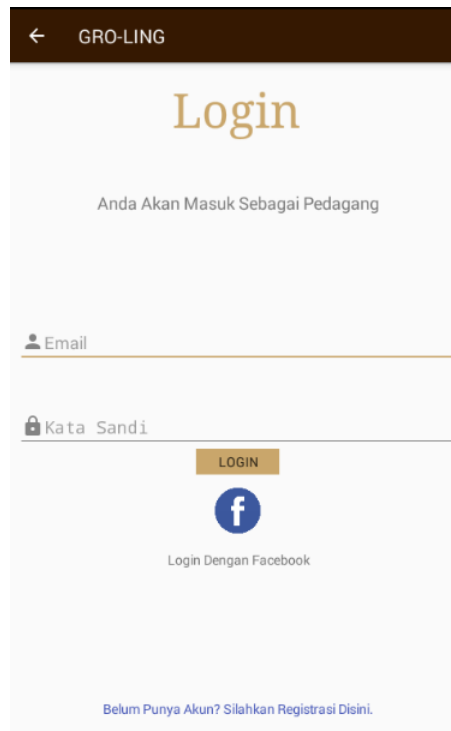 GRO-LING
Login
Anda Akan Masuk Sebagai Pedagang
Email
Kata Sandi
LOGIN
f
Login Dengan Facebook
Belum Punya Akun? Silahkan Registrasi Disini.